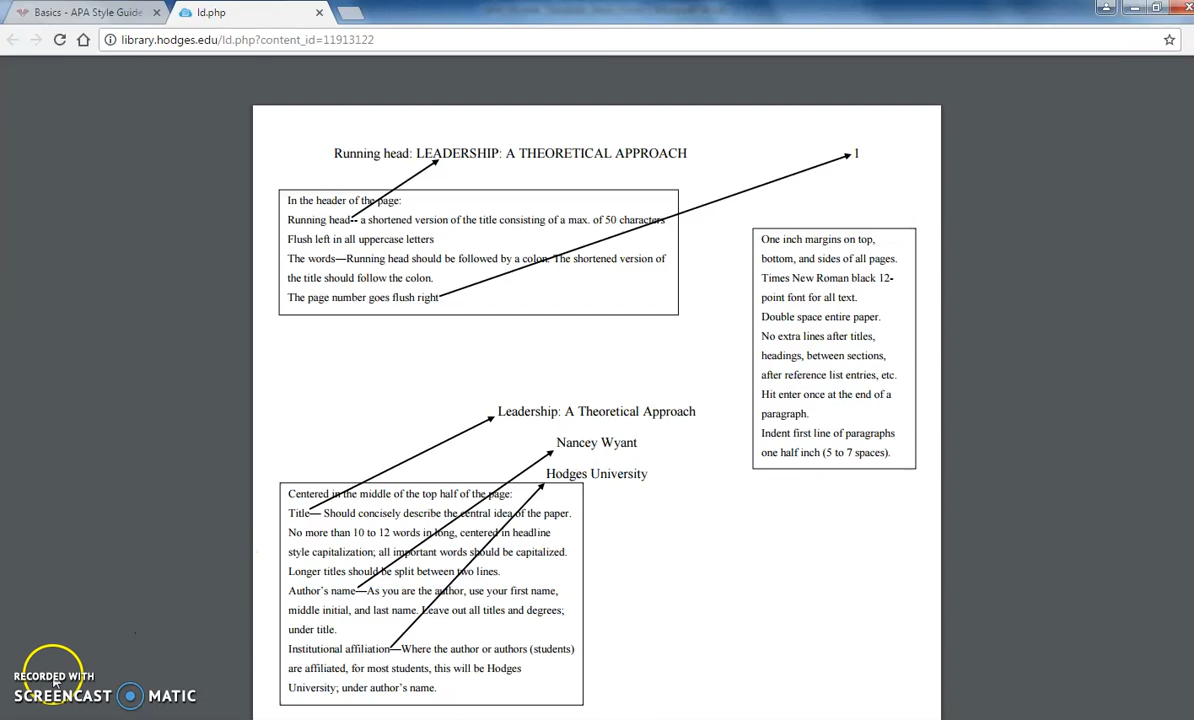 Basics - APA Style Guide
ld.php
library.hodges.edu/ld.php?content_id=11913122
Running head: LEADERSHIP: A THEORETICAL APPROACH 1
In the header of the page:
Running head-- a shortened version of the title consisting of a max. of 50 characters
Flush left in all uppercase letters
The words—Running head should be followed by a colon. The shortened version of
the title should follow the colon.
The page number goes flush right
One inch margins on top,
bottom, and sides of all pages.
Times New Roman black 12-
point font for all text.
Double space entire paper.
No extra lines after titles,
headings, between sections,
after reference list entries, etc.
Hit enter once at the end of a
paragraph.
Indent first line of paragraphs
one half inch (5 to 7 spaces).
Leadership: A Theoretical Approach
Nancey Wyant
Hodges University
Centered in the middle of the top half of the page:
Title— Should concisely describe the central idea of the paper.
No more than 10 to 12 words in long, centered in headline
style capitalization; all important words should be capitalized.
Longer titles should be split between two lines.
Author's name—As you are the author, use your first name,
middle initial, and last name. Leave out all titles and degrees;
under title.
Institutional affiliation—Where the author or authors (students)
are affiliated, for most students, this will be Hodges
University; under author's name.
RECORDED WITH
SCREENCAST MATIC